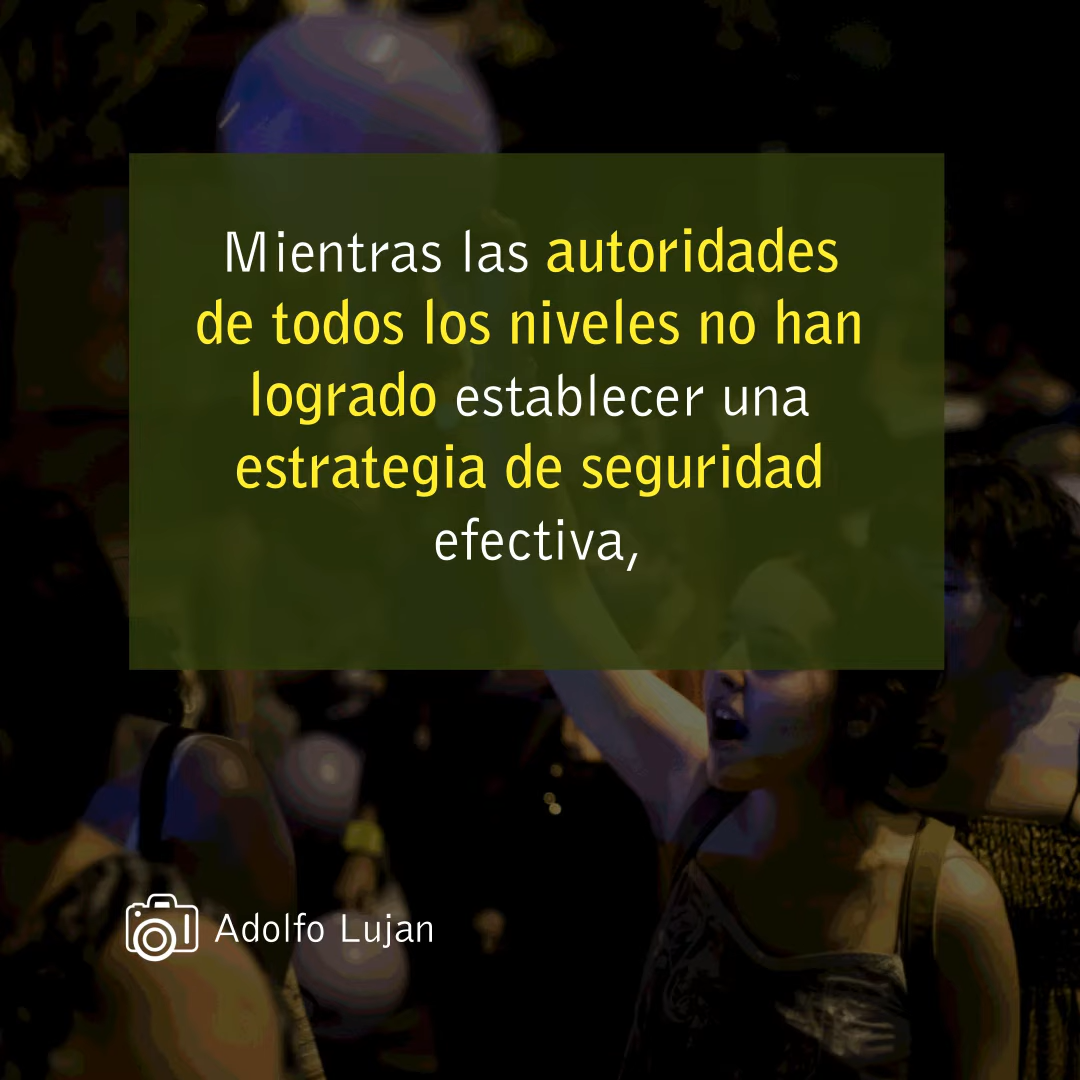 Mientras las autoridades
de todos los niveles no han
logrado establecer una
estrategia de seguridad
efectiva,
Adolfo Lujan